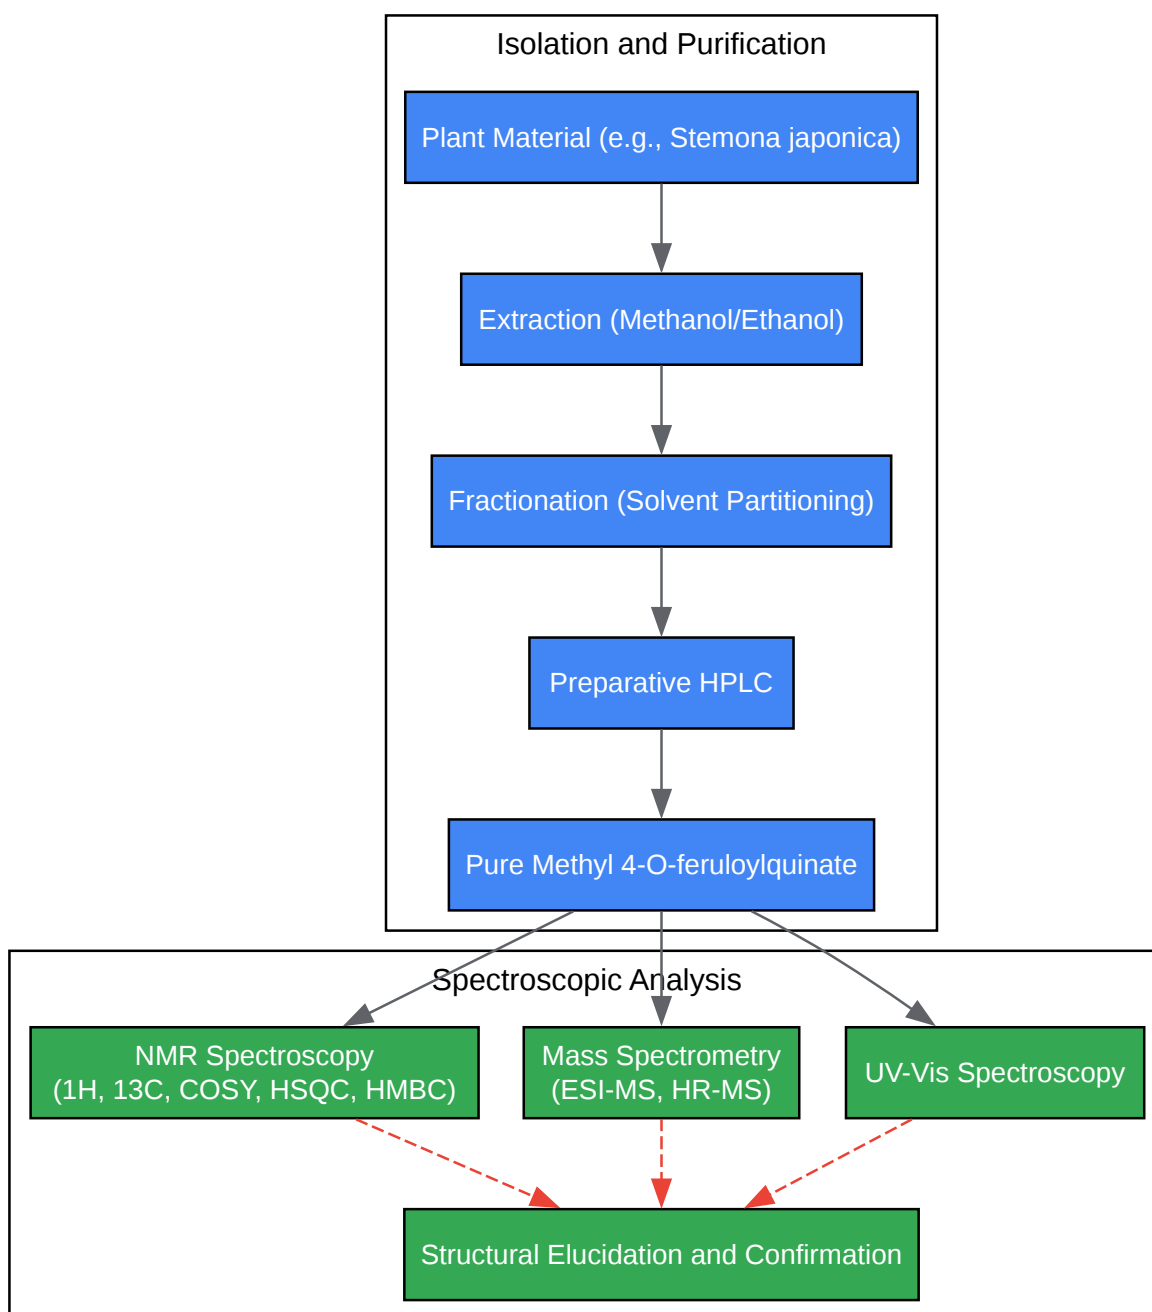 Isolation and Purification
Plant Material (e.g., Stemona japonica)
Extraction (Methanol/Ethanol)
Fractionation (Solvent Partitioning)
Preparative HPLC
Pure Methyl 4-O-feruloylquinate
Spectroscopic Analysis
NMR Spectroscopy
(1H, 13C, COSY, HSQC, HMBC)
Mass Spectrometry
(ESI-MS, HR-MS)
UV-Vis Spectroscopy
Structural Elucidation and Confirmation